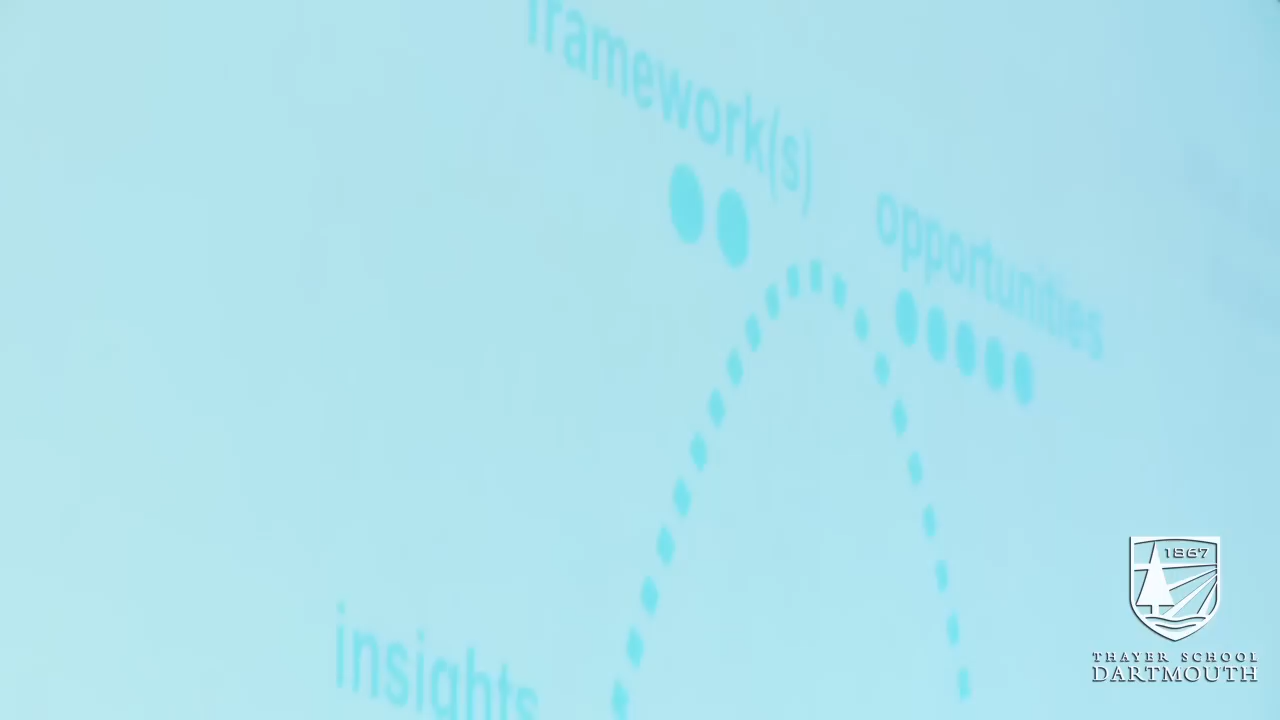 framework(s)
opportunities
insights
1867
THAYER SCHOOL
DARTMOUTH